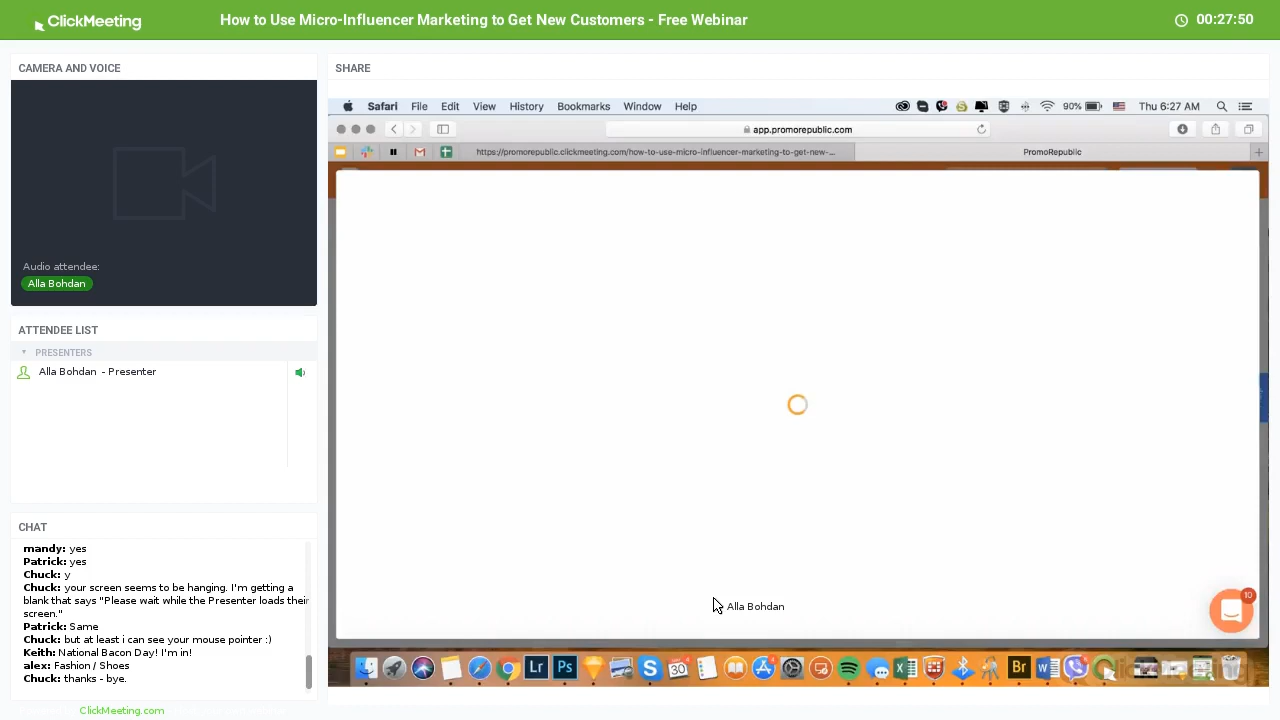 ClickMeeting
How to Use Micro-Influencer Marketing to Get New Customers - Free Webinar
00:27:50
CAMERA AND VOICE
Audio attendee:
Alla Bohdan
ATTENDEE LIST
PRESENTERS
Alla Bohdan - Presenter
CHAT
mandy: yes
Patrick: yes
Chuck: y
Chuck: your screen seems to be hanging. I'm getting a
blank that says "Please wait while the Presenter loads their
screen."
Patrick: Same
Chuck: but at least i can see your mouse pointer :)
Keith: National Bacon Day! I'm in!
alex: Fashion / Shoes
Chuck: thanks - bye.
ClickMeeting.com
SHARE
Safari File Edit View History Bookmarks Window Help
90%
Thu 6:27 AM
app.promorepublic.com
https://promorepublic.clickmeeting.com/how-to-use-micro-influencer-marketing-to-get-new-...
PromoRepublic
Alla Bohdan
10
Lr
Ps
30
Br
ClickMeeting